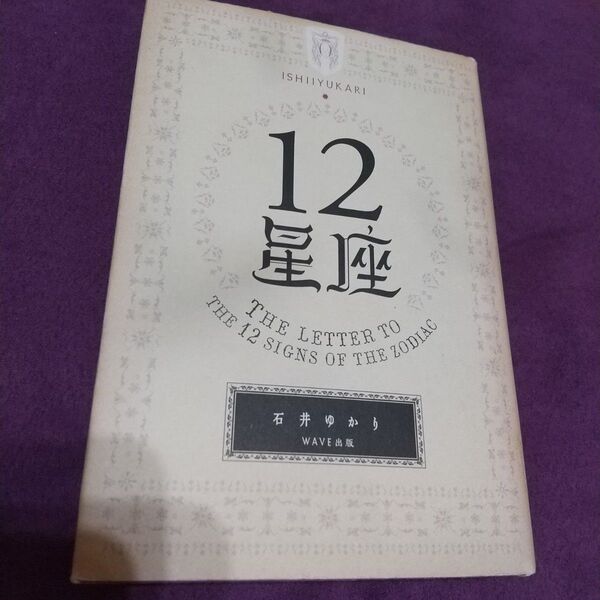 ISHIIYUKARI
12
星座
THE LETTER TO
THE 12 SIGNS OF THE ZODIAC
石井ゆかり
WAVE出版